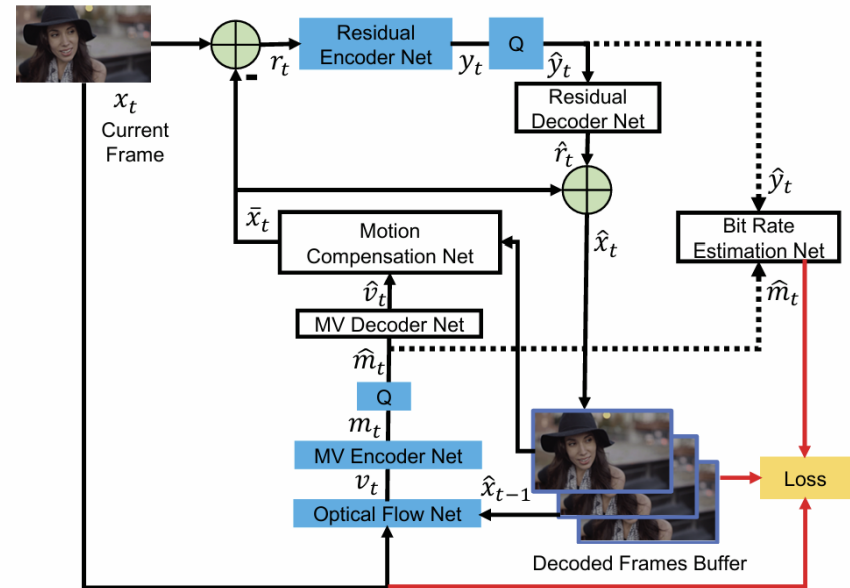 x_t
Current
Frame
r_t
-
Residual
Encoder Net
y_t
Q
ŷ_t
Residual
Decoder Net
r̂_t
x̄_t
Motion
Compensation Net
x̂_t
ŷ_t
Bit Rate
Estimation Net
m̂_t
v̂_t
MV Decoder Net
m̂_t
Q
m_t
MV Encoder Net
v_t
x̂_{t-1}
Optical Flow Net
Loss
Decoded Frames Buffer